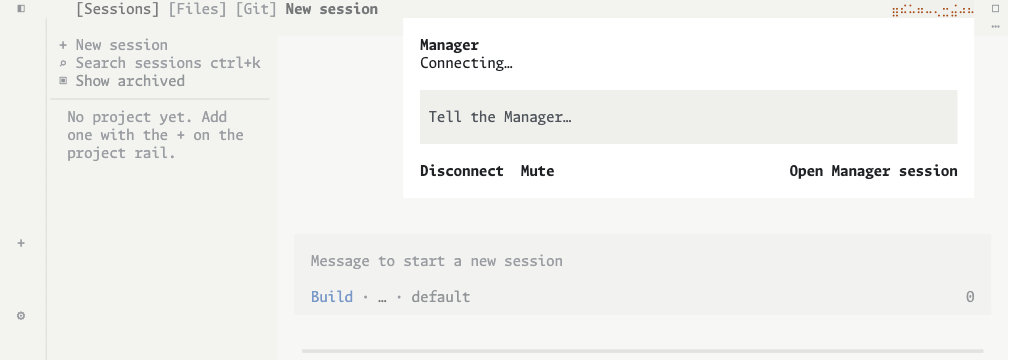 [Sessions] [Files] [Git] New session
+ New session
Search sessions ctrl+k
Show archived
No project yet. Add
one with the + on the
project rail.
+
Manager
Connecting…
Tell the Manager…
Disconnect Mute Open Manager session
Message to start a new session
Build · … · default 0